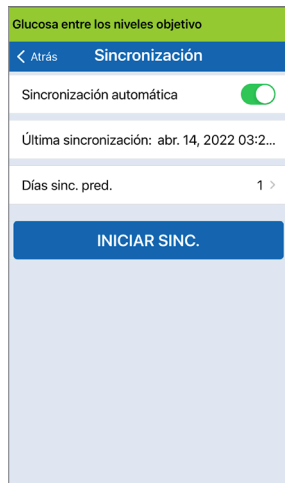 Glucosa entre los niveles objetivo
Atrás Sincronización
Sincronización automática
Última sincronización: abr. 14, 2022 03:2...
Días sinc. pred. 1
INICIAR SINC.